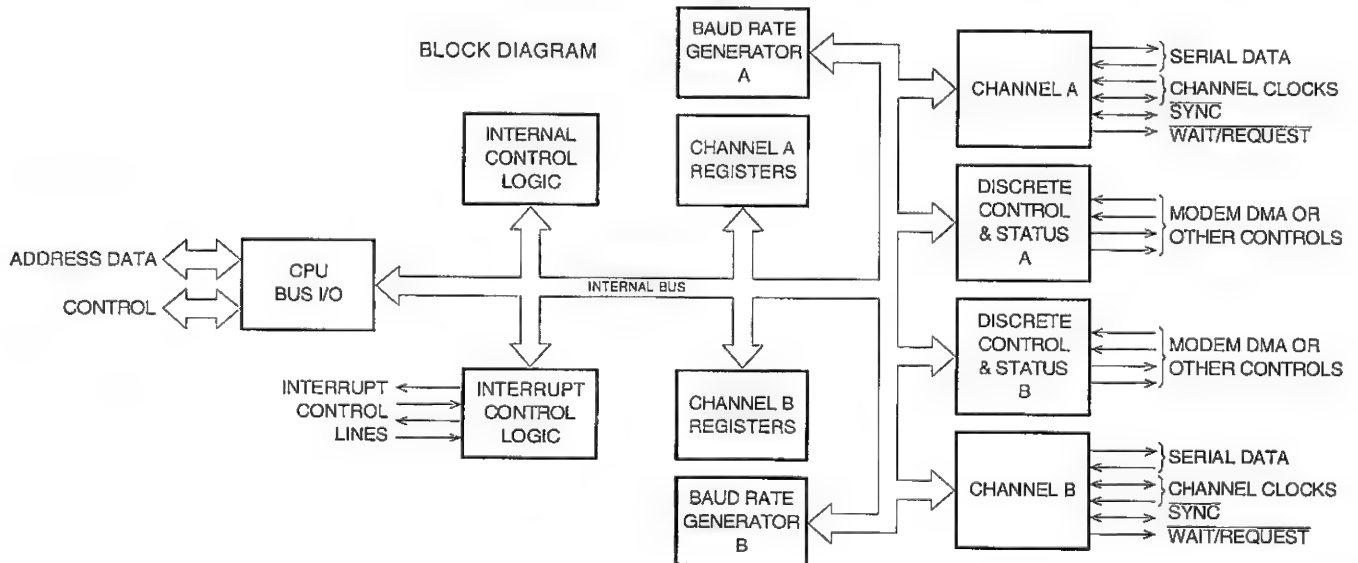 BLOCK DIAGRAM
BAUD RATE
GENERATOR
A
INTERNAL
CONTROL
LOGIC
CHANNEL A
REGISTERS
CHANNEL A
SERIAL DATA
CHANNEL CLOCKS
SYNC
WAIT/REQUEST
DISCRETE
CONTROL
& STATUS
A
MODEM DMA OR
OTHER CONTROLS
ADDRESS DATA
CONTROL
CPU
BUS I/O
INTERNAL BUS
DISCRETE
CONTROL
& STATUS
B
MODEM DMA OR
OTHER CONTROLS
INTERRUPT
CONTROL
LINES
INTERRUPT
CONTROL
LOGIC
CHANNEL B
REGISTERS
BAUD RATE
GENERATOR
B
CHANNEL B
SERIAL DATA
CHANNEL CLOCKS
SYNC
WAIT/REQUEST